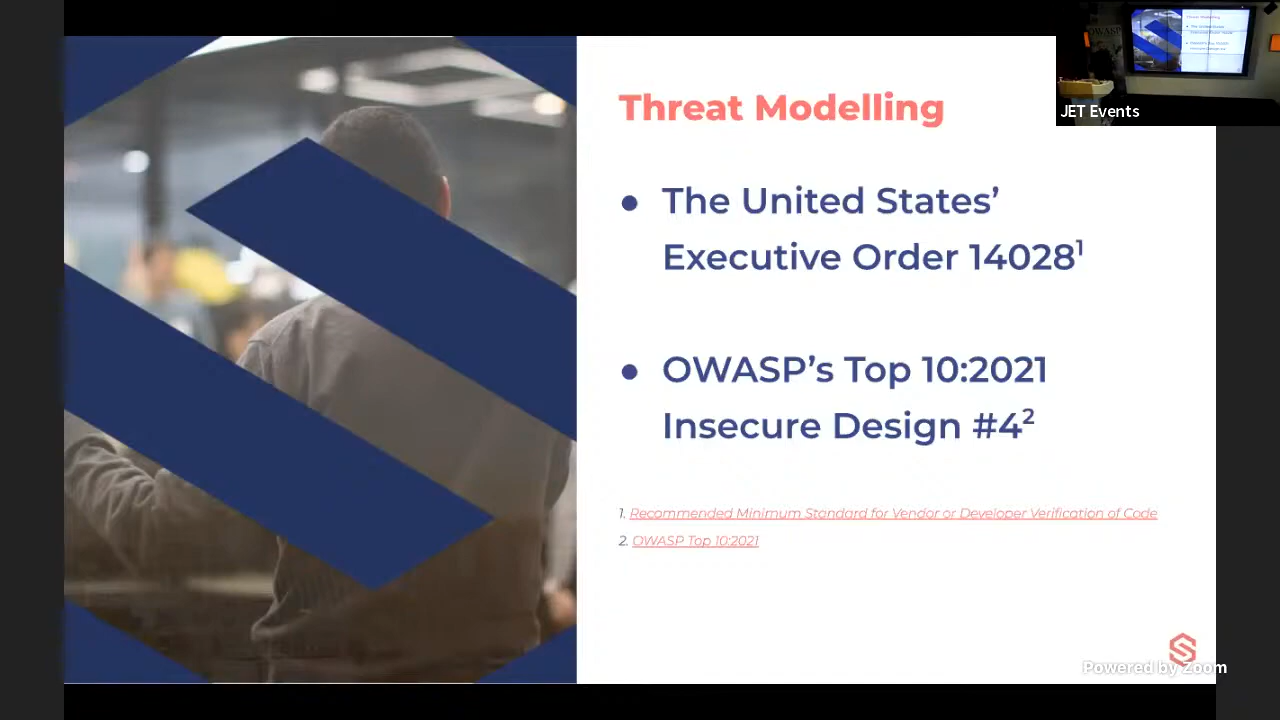 Threat Modelling
● The United States’
Executive Order 14028¹
● OWASP’s Top 10:2021
Insecure Design #4²
1. Recommended Minimum Standard for Vendor or Developer Verification of Code
2. OWASP Top 10:2021
JET Events
Powered by Zoom